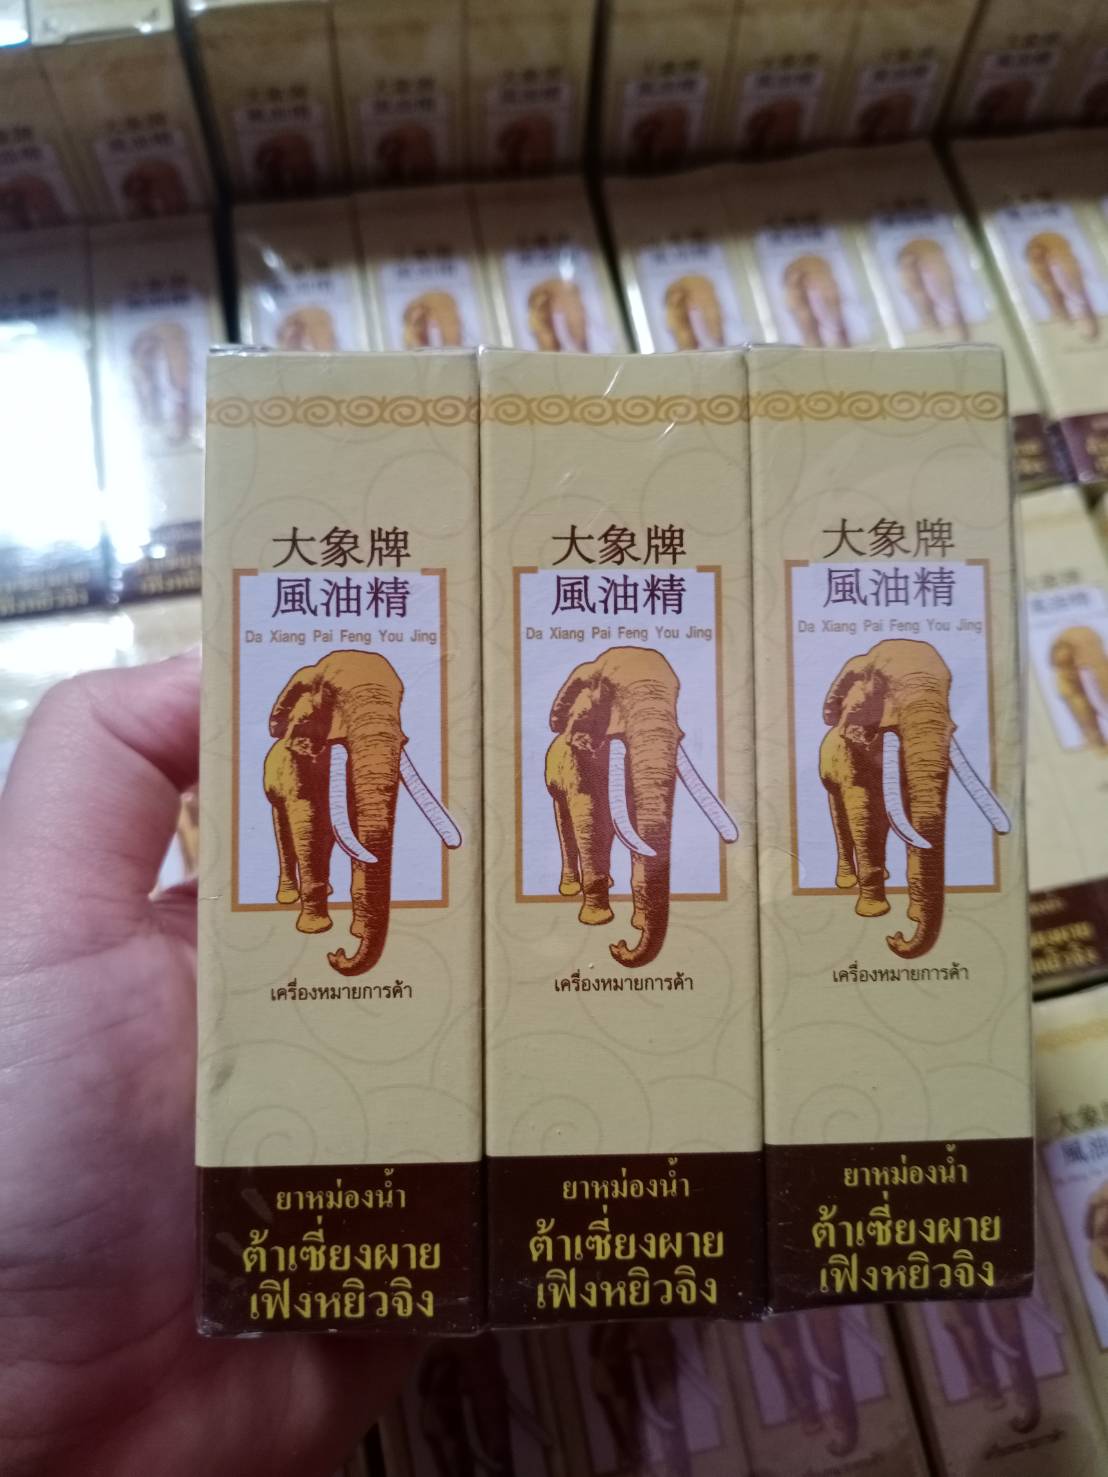 大象牌
風油精
Da Xiang Pai Feng You Jing
เครื่องหมายการค้า
ยาหม่องน้ำ
ต้าเซี่ยงผาย
เฟิงหยิวจิง
大象牌
風油精
Da Xiang Pai Feng You Jing
เครื่องหมายการค้า
ยาหม่องน้ำ
ต้าเซี่ยงผาย
เฟิงหยิวจิง
大象牌
風油精
Da Xiang Pai Feng You Jing
เครื่องหมายการค้า
ยาหม่องน้ำ
ต้าเซี่ยงผาย
เฟิงหยิวจิง